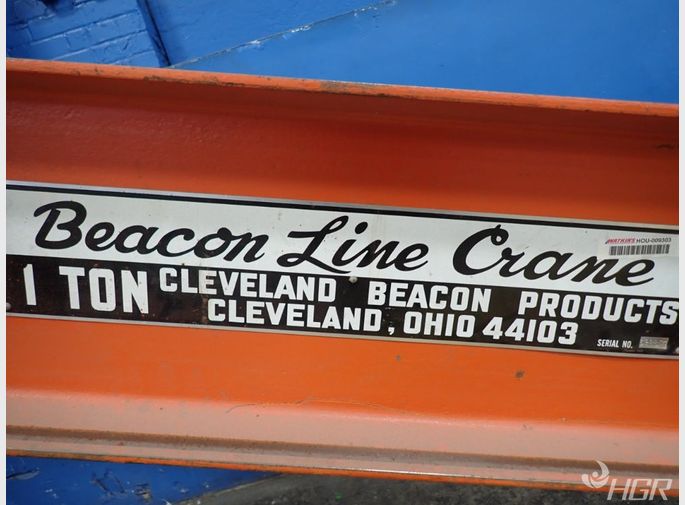 Beacon Line Crane
WATKINS HOU-009303
1 TON CLEVELAND BEACON PRODUCTS
CLEVELAND, OHIO 44103
SERIAL NO.
HGR